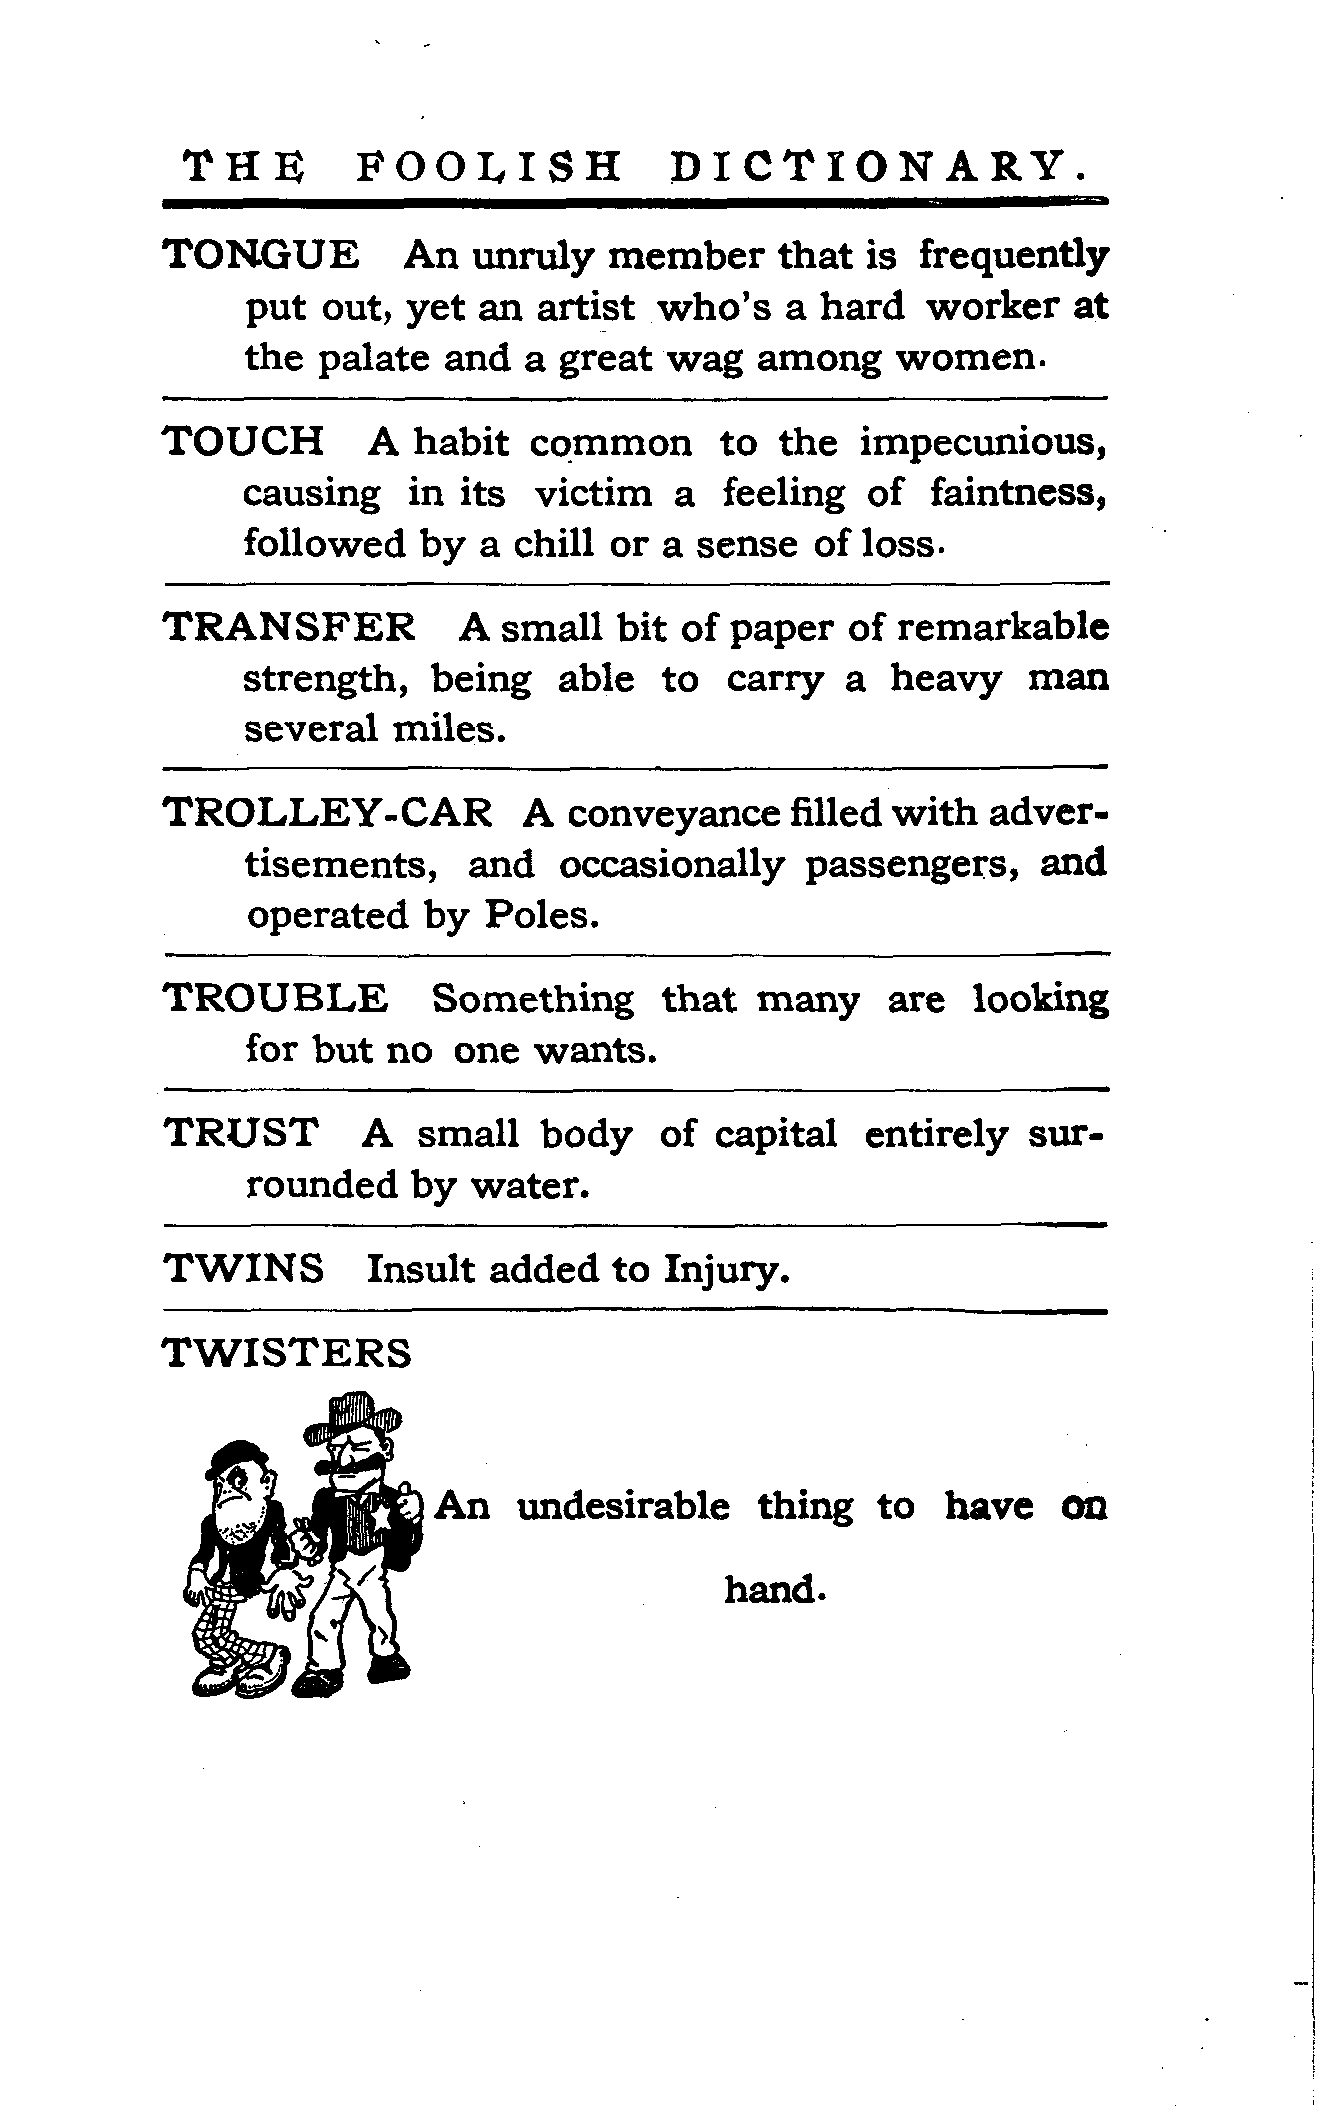 THE FOOLISH DICTIONARY.
TONGUE An unruly member that is frequently
put out, yet an artist who's a hard worker at
the palate and a great wag among women.
TOUCH A habit common to the impecunious,
causing in its victim a feeling of faintness,
followed by a chill or a sense of loss.
TRANSFER A small bit of paper of remarkable
strength, being able to carry a heavy man
several miles.
TROLLEY-CAR A conveyance filled with adver-
tisements, and occasionally passengers, and
operated by Poles.
TROUBLE Something that many are looking
for but no one wants.
TRUST A small body of capital entirely sur-
rounded by water.
TWINS Insult added to Injury.
TWISTERS
An undesirable thing to have on
hand.